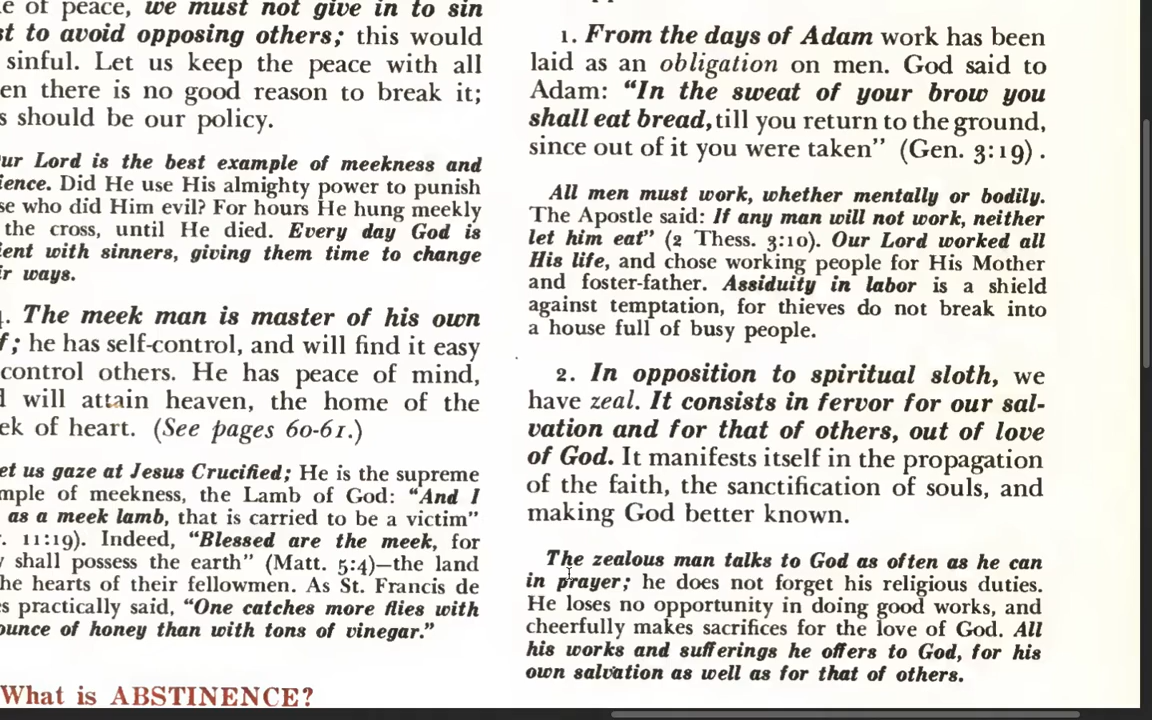 of peace, we must not give in to sin
to avoid opposing others; this would
sinful. Let us keep the peace with all
there is no good reason to break it;
should be our policy.
Lord is the best example of meekness and
Did He use His almighty power to punish
who did Him evil? For hours He hung meekly
the cross, until He died. Every day God is
with sinners, giving them time to change
ways.
The meek man is master of his own
he has self-control, and will find it easy
control others. He has peace of mind,
will attain heaven, the home of the
of heart. (See pages 60-61.)
us gaze at Jesus Crucified; He is the supreme
of meekness, the Lamb of God: “And I
as a meek lamb, that is carried to be a victim”
11:19). Indeed, “Blessed are the meek, for
shall possess the earth” (Matt. 5:4)—the land
hearts of their fellowmen. As St. Francis de
practically said, “One catches more flies with
ounce of honey than with tons of vinegar.”
What is ABSTINENCE?
1. From the days of Adam work has been
laid as an obligation on men. God said to
Adam: “In the sweat of your brow you
shall eat bread, till you return to the ground,
since out of it you were taken” (Gen. 3:19).
All men must work, whether mentally or bodily.
The Apostle said: If any man will not work, neither
let him eat” (2 Thess. 3:10). Our Lord worked all
His life, and chose working people for His Mother
and foster-father. Assiduity in labor is a shield
against temptation, for thieves do not break into
a house full of busy people.
2. In opposition to spiritual sloth, we
have zeal. It consists in fervor for our sal-
vation and for that of others, out of love
of God. It manifests itself in the propagation
of the faith, the sanctification of souls, and
making God better known.
The zealous man talks to God as often as he can
in prayer; he does not forget his religious duties.
He loses no opportunity in doing good works, and
cheerfully makes sacrifices for the love of God. All
his works and sufferings he offers to God, for his
own salvation as well as for that of others.